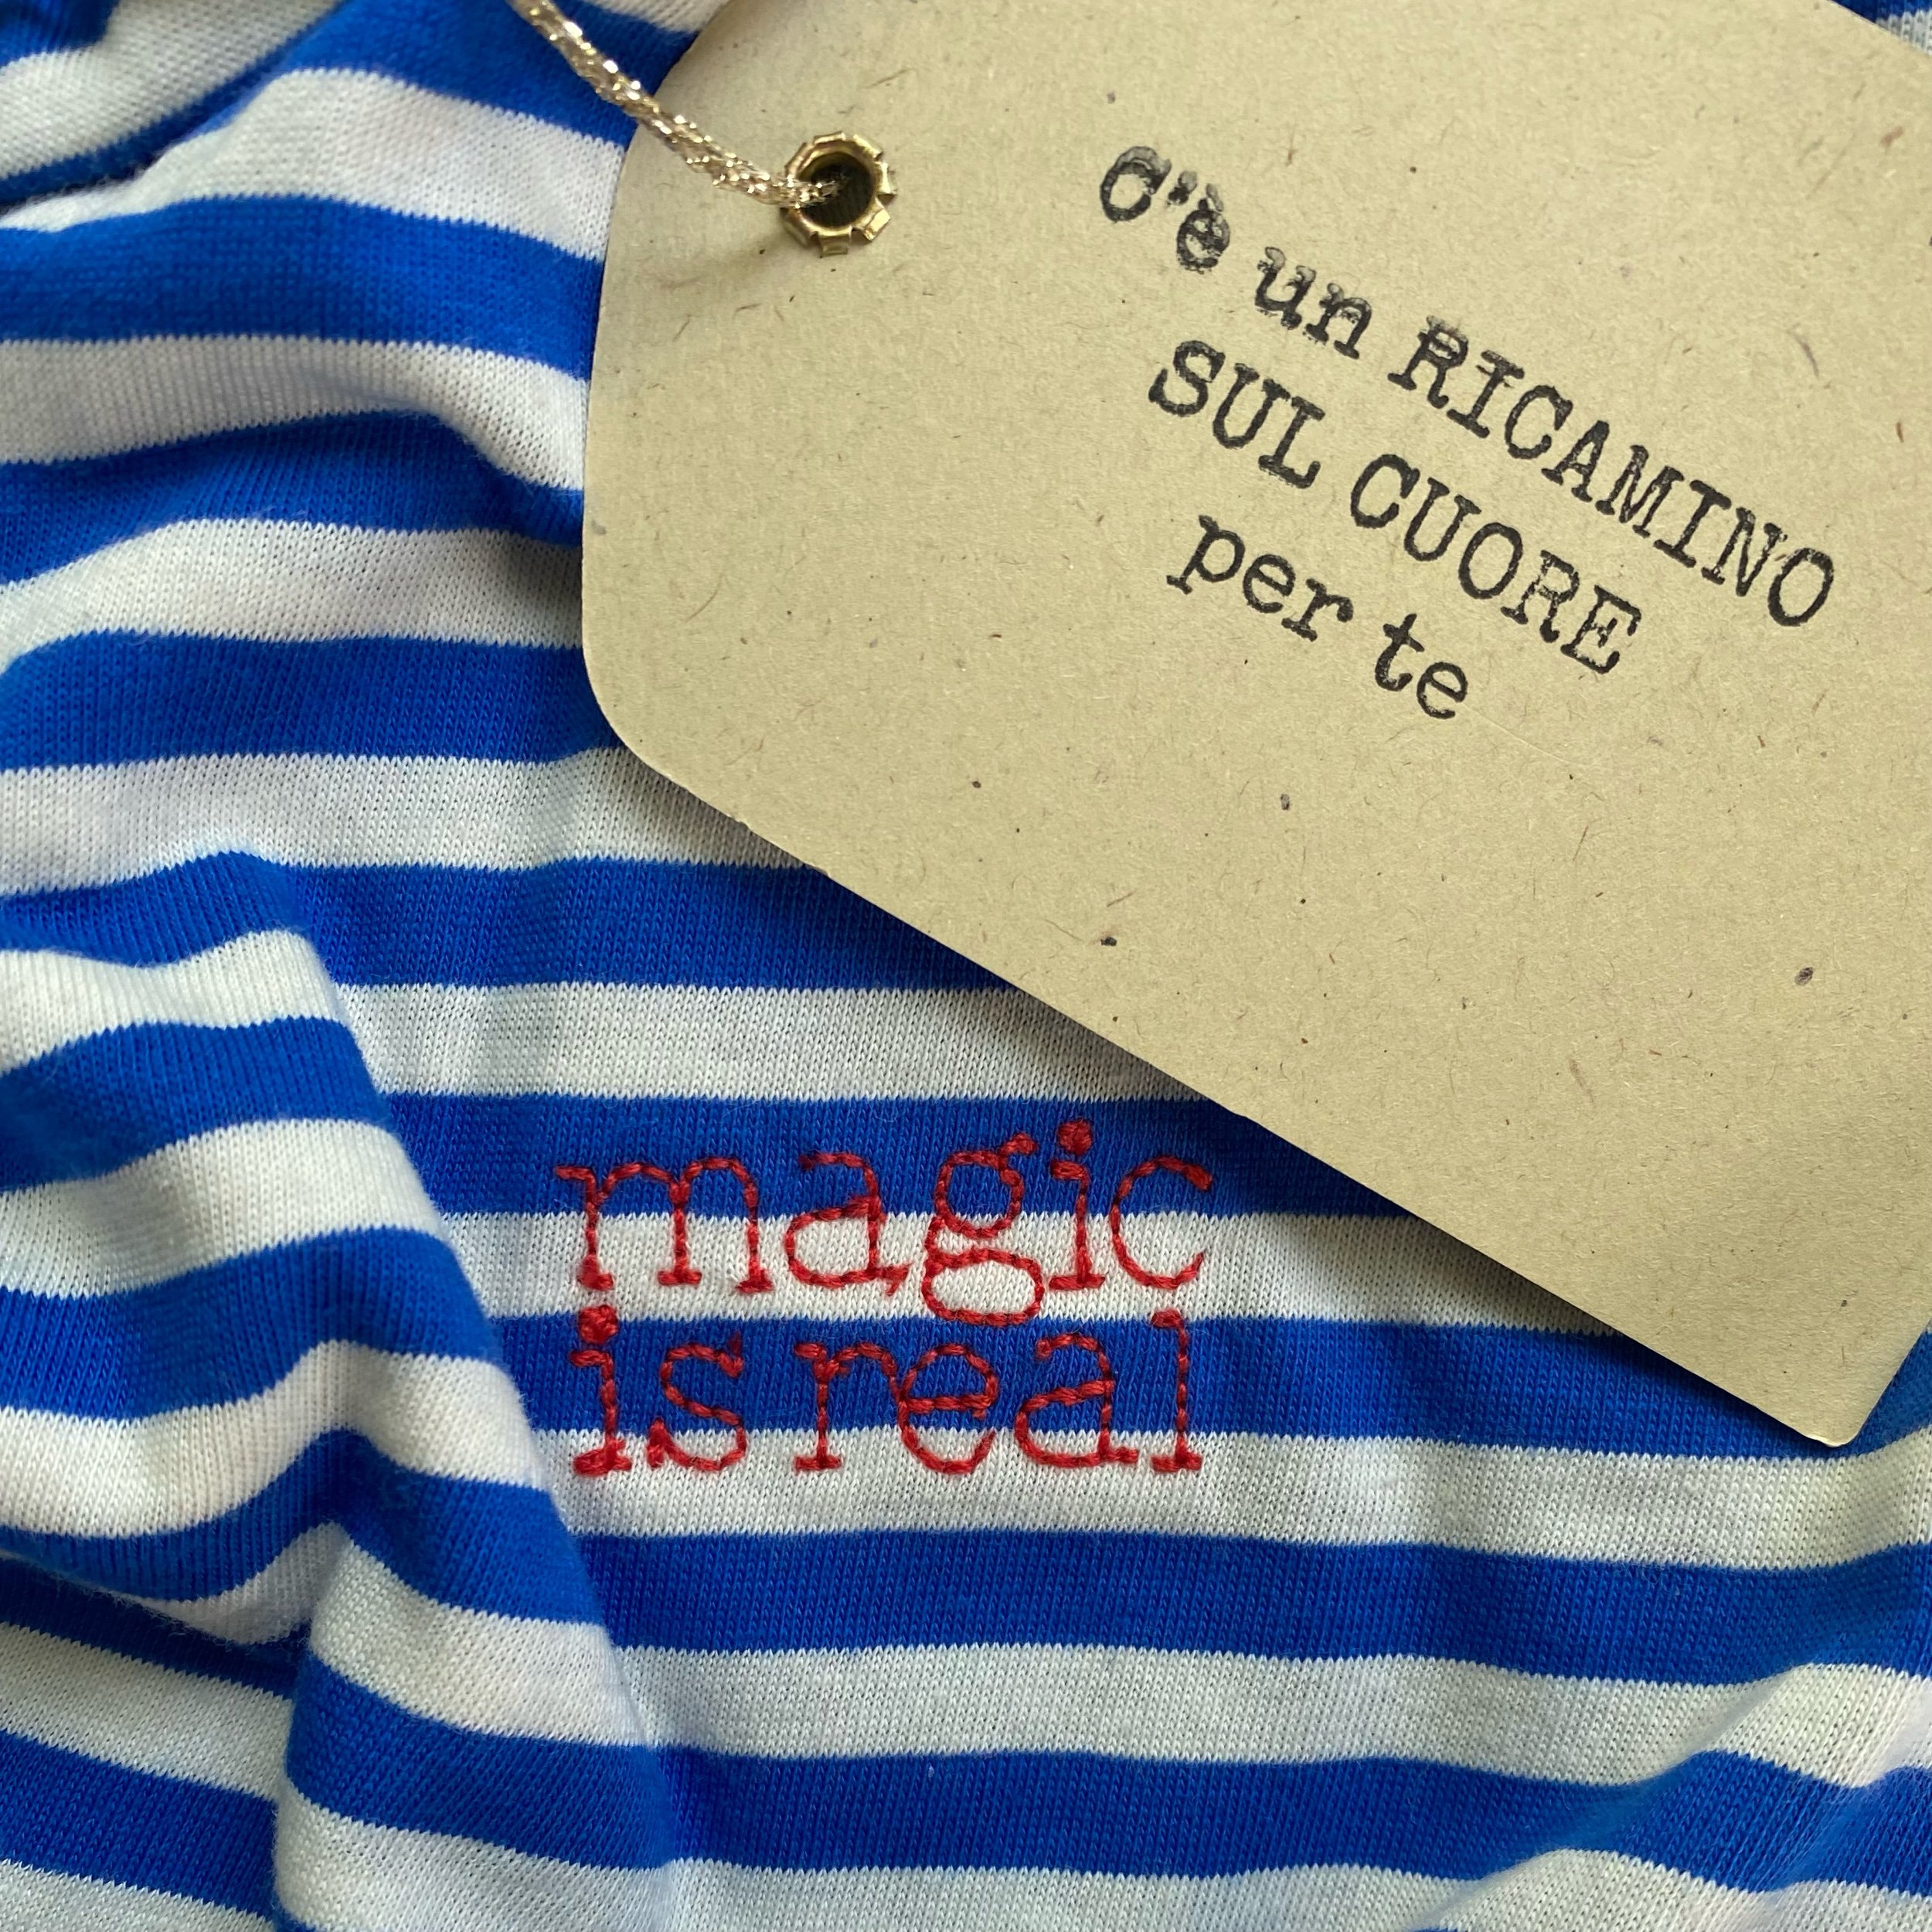 C'è un RICAMINO
SUL CUORE
per te
magic
is real